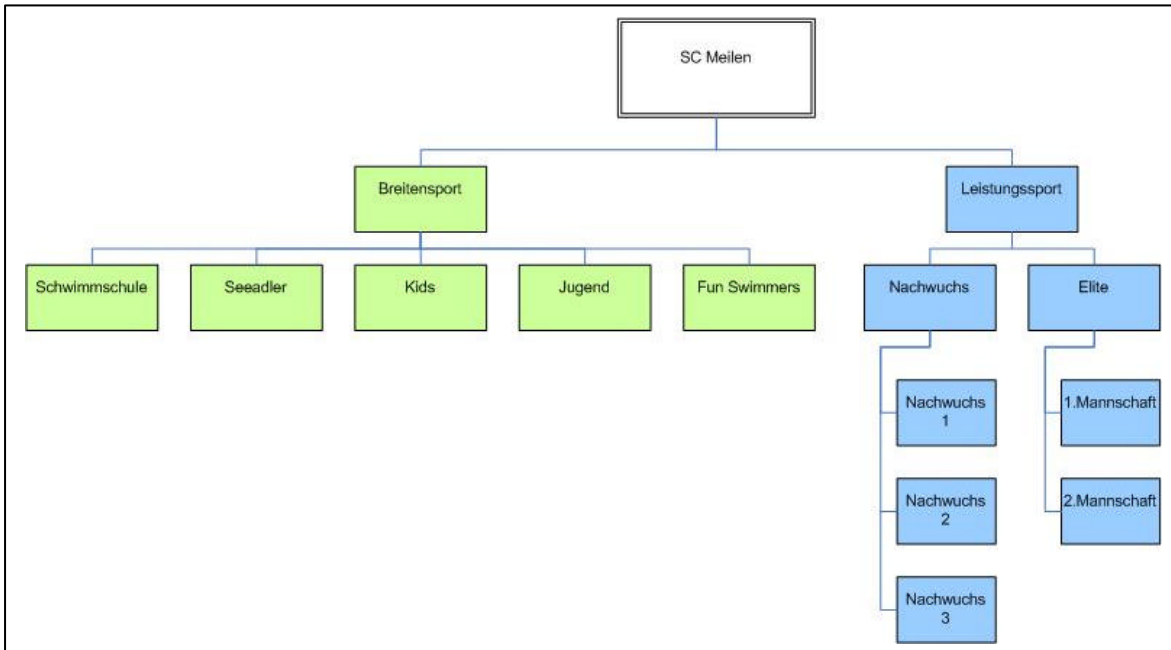 SC Meilen
Breitensport
Leistungssport
Schwimmschule
Seeadler
Kids
Jugend
Fun Swimmers
Nachwuchs
Elite
Nachwuchs
1
1.Mannschaft
Nachwuchs
2
2.Mannschaft
Nachwuchs
3